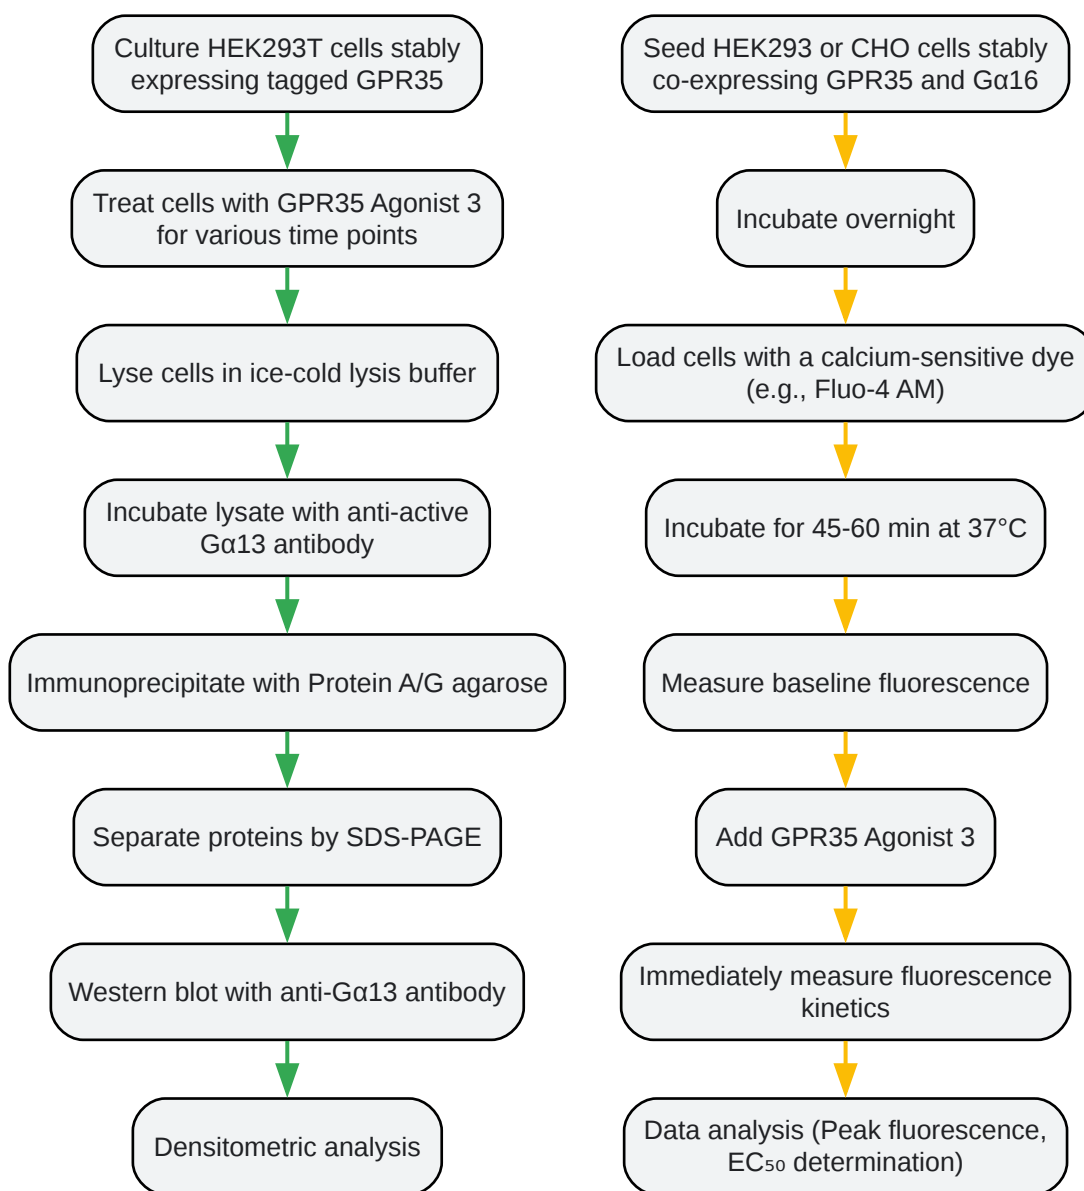 Culture HEK293T cells stably
expressing tagged GPR35
Treat cells with GPR35 Agonist 3
for various time points
Lyse cells in ice-cold lysis buffer
Incubate lysate with anti-active
Gα13 antibody
Immunoprecipitate with Protein A/G agarose
Separate proteins by SDS-PAGE
Western blot with anti-Gα13 antibody
Densitometric analysis
Seed HEK293 or CHO cells stably
co-expressing GPR35 and Gα16
Incubate overnight
Load cells with a calcium-sensitive dye
(e.g., Fluo-4 AM)
Incubate for 45-60 min at 37°C
Measure baseline fluorescence
Add GPR35 Agonist 3
Immediately measure fluorescence
kinetics
Data analysis (Peak fluorescence,
EC₅₀ determination)